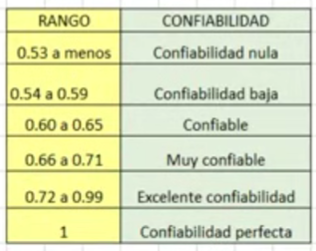 RANGO CONFIABILIDAD
0.53 a menos Confiabilidad nula
0.54 a 0.59 Confiabilidad baja
0.60 a 0.65 Confiable
0.66 a 0.71 Muy confiable
0.72 a 0.99 Excelente confiabilidad
1 Confiabilidad perfecta